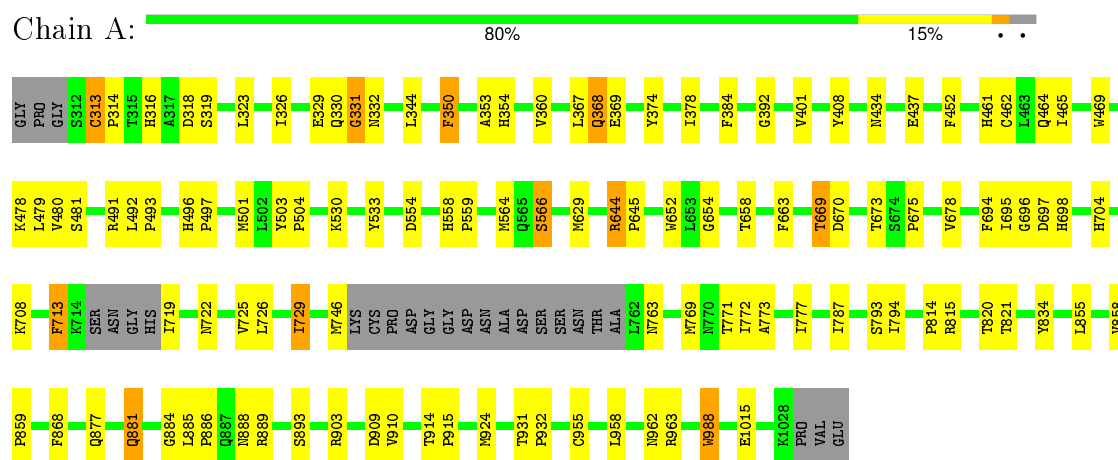 Chain A:
80% 15% • •
GLY PRO GLY S312 C313 P314 T315 H316 A317 D318 S319 L323 I326 E329 Q330 G331 N332 L344 F350 A353 H354 V360 L367 Q368 E369 Y374 I378 F384 G392 V401 Y408 N434 E437 F452 H461 C462 L463 Q464 I465 W469
K478 L479 V480 S481 R491 L492 P493 H496 P497 M501 L502 Y503 P504 K530 Y533 D554 H558 P559 M564 Q565 S566 M629 R644 P645 W652 L653 G654 T658 F663 T669 D670 T673 S674 P675 V678 F694 I695 G696 D697 H698 H704
K708 F713 K714 SER ASN GLY HIS I719 N722 V725 L726 I729 M746 LYS CYS PRO ASP GLY GLY ASP ASN ALA ASP SER SER ASN THR ALA L762 N763 M769 N770 T771 I772 A773 I777 I787 S793 I794 P814 R815 T820 T821 Y834 L855 V858
P859 F868 Q877 Q881 G884 L885 P886 Q887 N888 R889 S893 R903 D909 V910 T914 P915 M924 T931 P932 C955 L958 N962 R963 W988 E1015 K1028 PRO VAL GLU